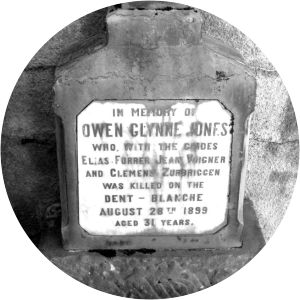 IN MEMORY OF
OWEN GLYNNE JONES
WHO, WITH THE GUIDES
ELIAS FURRER, JEAN VUIGNER
AND CLEMENS ZURBRIGGEN
WAS KILLED ON THE
DENT - BLANCHE
AUGUST 28TH 1899
AGED 31 YEARS.